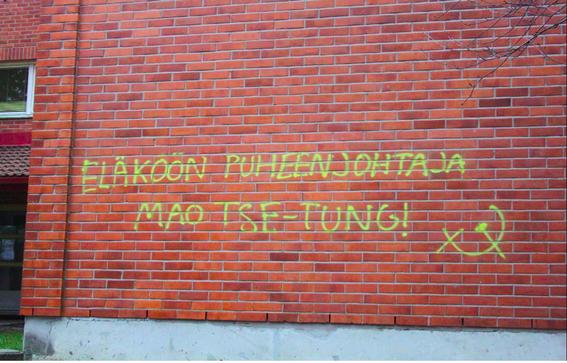 ELÄKÖÖN PUHEENJOHTAJA
MAO TSE-TUNG!